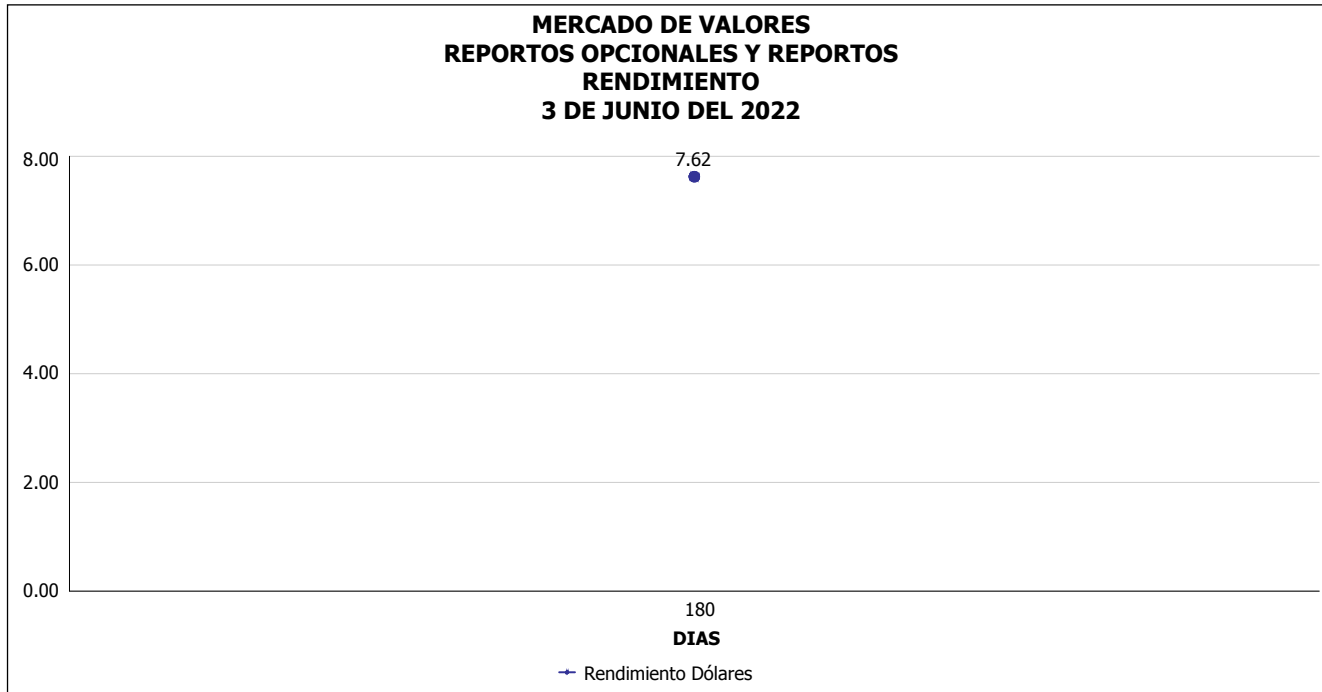 MERCADO DE VALORES
REPORTOS OPCIONALES Y REPORTOS
RENDIMIENTO
3 DE JUNIO DEL 2022
8.00
7.62
6.00
4.00
2.00
0.00
180
DIAS
Rendimiento Dólares